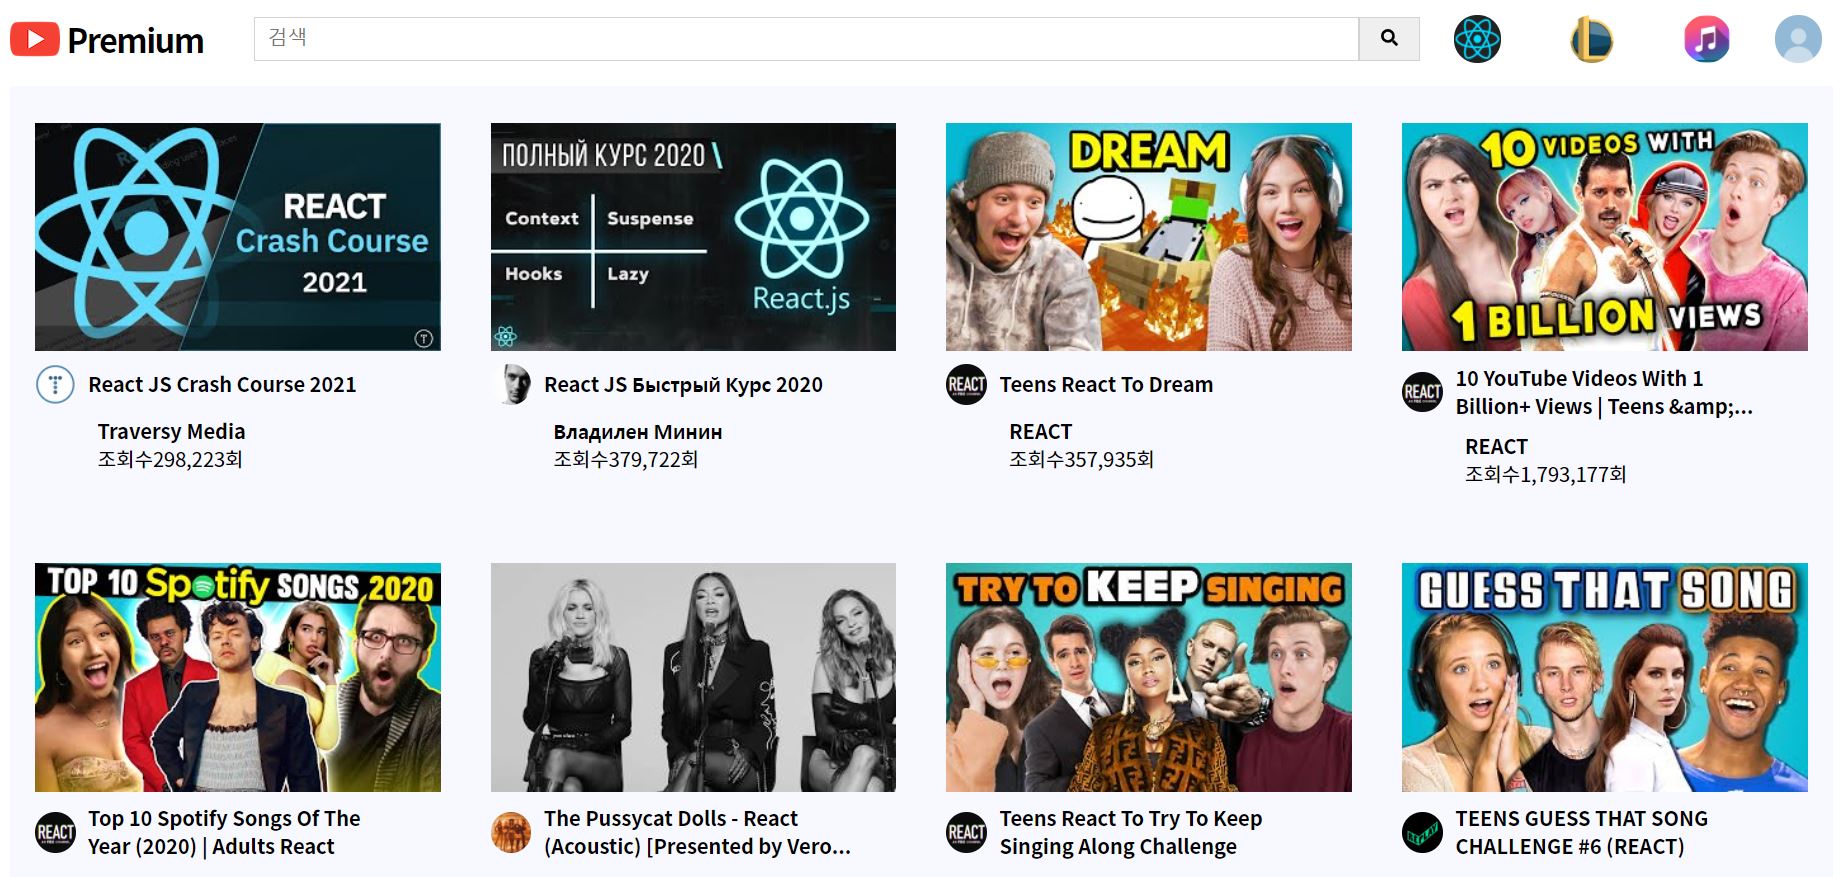 Premium
검색
REACT
Crash Course
2021
ПОЛНЫЙ КУРС 2020 \
Context Suspense
Hooks Lazy
React.js
DREAM
10 VIDEOS WITH
1 BILLION VIEWS
React JS Crash Course 2021
Traversy Media
조회수298,223회
React JS Быстрый Курс 2020
Владилен Минин
조회수379,722회
REACT
Teens React To Dream
REACT
조회수357,935회
REACT
10 YouTube Videos With 1
Billion+ Views | Teens &amp;...
REACT
조회수1,793,177회
TOP 10 Spotify SONGS 2020
TRY TO KEEP SINGING
GUESS THAT SONG
REACT
Top 10 Spotify Songs Of The
Year (2020) | Adults React
The Pussycat Dolls - React
(Acoustic) [Presented by Vero...
REACT
Teens React To Try To Keep
Singing Along Challenge
REPLAY
TEENS GUESS THAT SONG
CHALLENGE #6 (REACT)